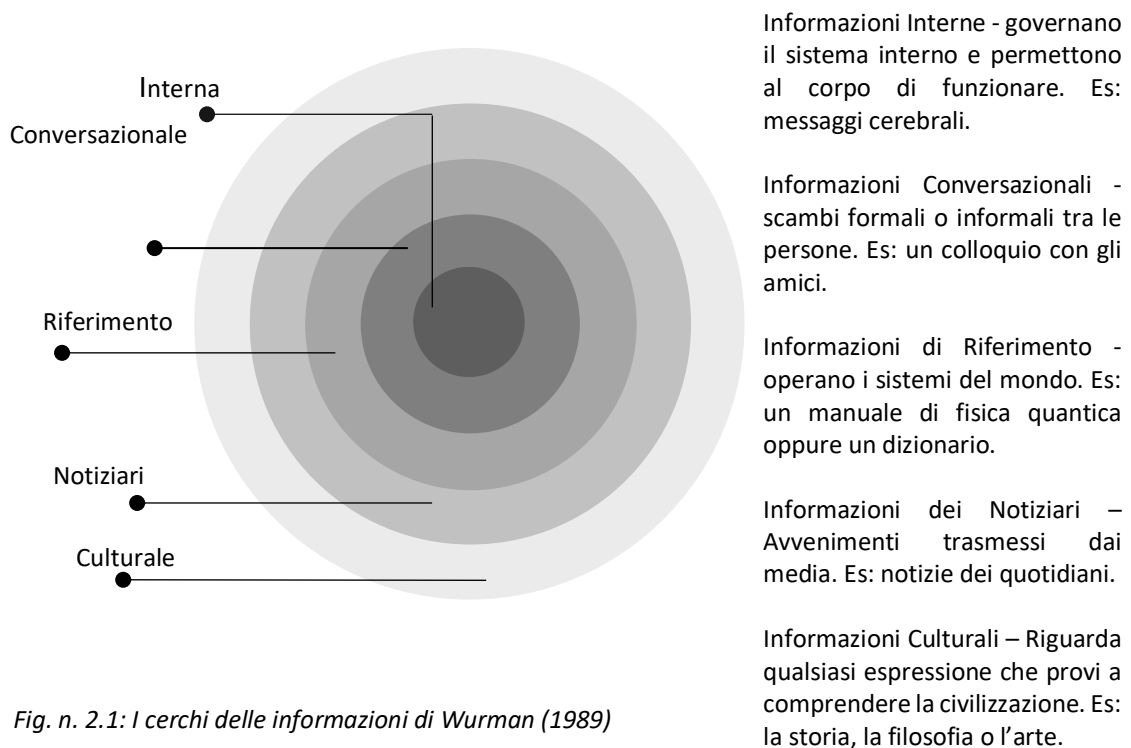 Interna
Conversazionale
Riferimento
Notiziari
Culturale
Fig. n. 2.1: I cerchi delle informazioni di Wurman (1989)
Informazioni Interne - governano
il sistema interno e permettono
al corpo di funzionare. Es:
messaggi cerebrali.
Informazioni Conversazionali -
scambi formali o informali tra le
persone. Es: un colloquio con gli
amici.
Informazioni di Riferimento -
operano i sistemi del mondo. Es:
un manuale di fisica quantica
oppure un dizionario.
Informazioni dei Notiziari –
Avvenimenti trasmessi dai
media. Es: notizie dei quotidiani.
Informazioni Culturali – Riguarda
qualsiasi espressione che provi a
comprendere la civilizzazione. Es:
la storia, la filosofia o l’arte.